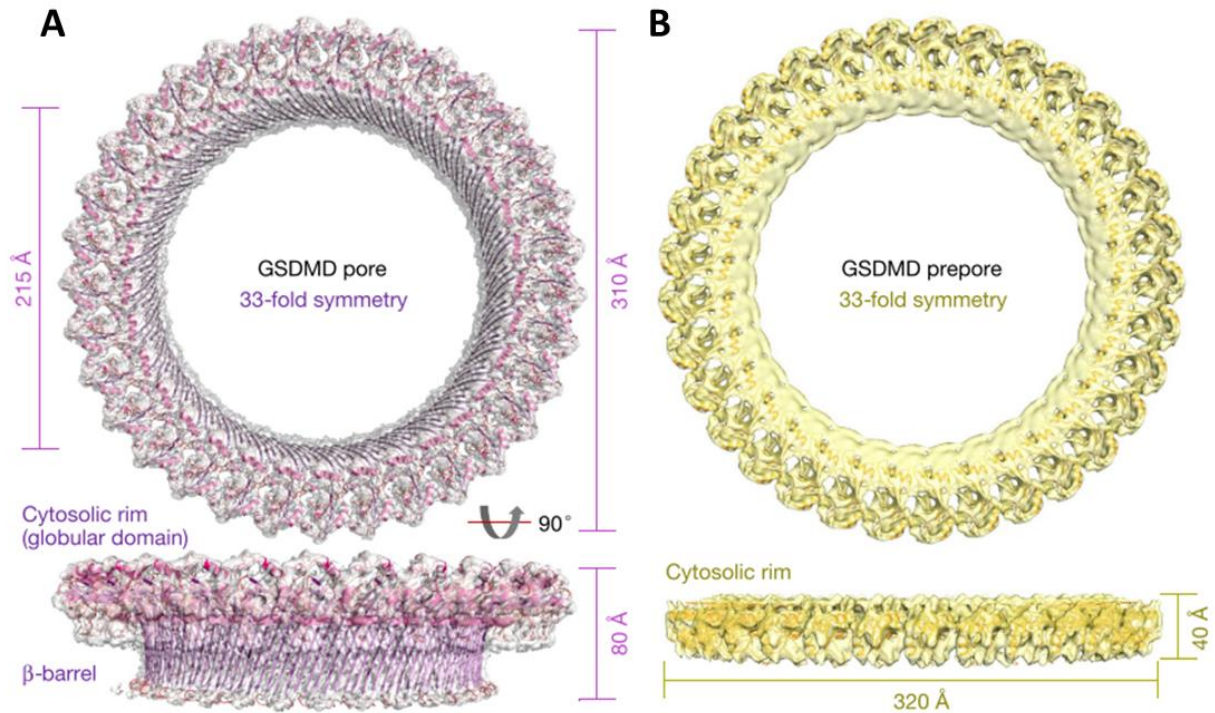 A
B
215 Å
GSDMD pore
33-fold symmetry
310 Å
GSDMD prepore
33-fold symmetry
Cytosolic rim
(globular domain)
90°
β-barrel
80 Å
Cytosolic rim
40 Å
320 Å